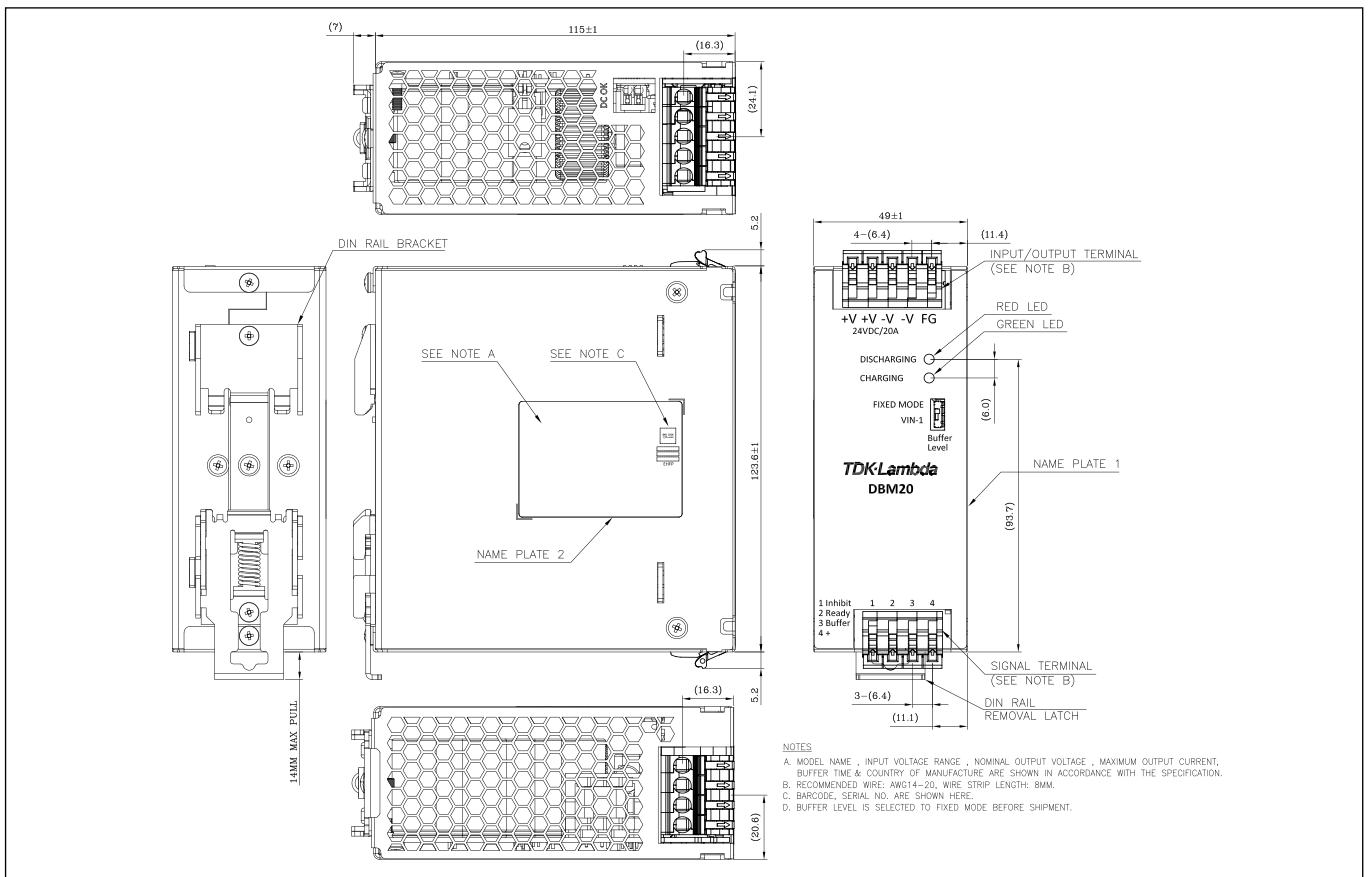 (7)
115±1
(16.3)
(24.1)
DC OK
5.2
DIN RAIL BRACKET
SEE NOTE A
SEE NOTE C
EHFP
NAME PLATE 2
123.6±1
5.2
14MM MAX PULL
(16.3)
(20.6)
49±1
4-(6.4)
(11.4)
INPUT/OUTPUT TERMINAL
(SEE NOTE B)
+V +V -V -V FG
24VDC/20A
RED LED
GREEN LED
DISCHARGING
CHARGING
(6.0)
FIXED MODE
VIN-1
Buffer
Level
TDK-Lambda
DBM20
NAME PLATE 1
(93.7)
1 Inhibit
2 Ready
3 Buffer
4 +
1 2 3 4
SIGNAL TERMINAL
(SEE NOTE B)
3-(6.4)
DIN RAIL
REMOVAL LATCH
(11.1)
NOTES
A. MODEL NAME , INPUT VOLTAGE RANGE , NOMINAL OUTPUT VOLTAGE , MAXIMUM OUTPUT CURRENT,
BUFFER TIME & COUNTRY OF MANUFACTURE ARE SHOWN IN ACCORDANCE WITH THE SPECIFICATION.
B. RECOMMENDED WIRE: AWG14-20, WIRE STRIP LENGTH: 8MM.
C. BARCODE, SERIAL NO. ARE SHOWN HERE.
D. BUFFER LEVEL IS SELECTED TO FIXED MODE BEFORE SHIPMENT.